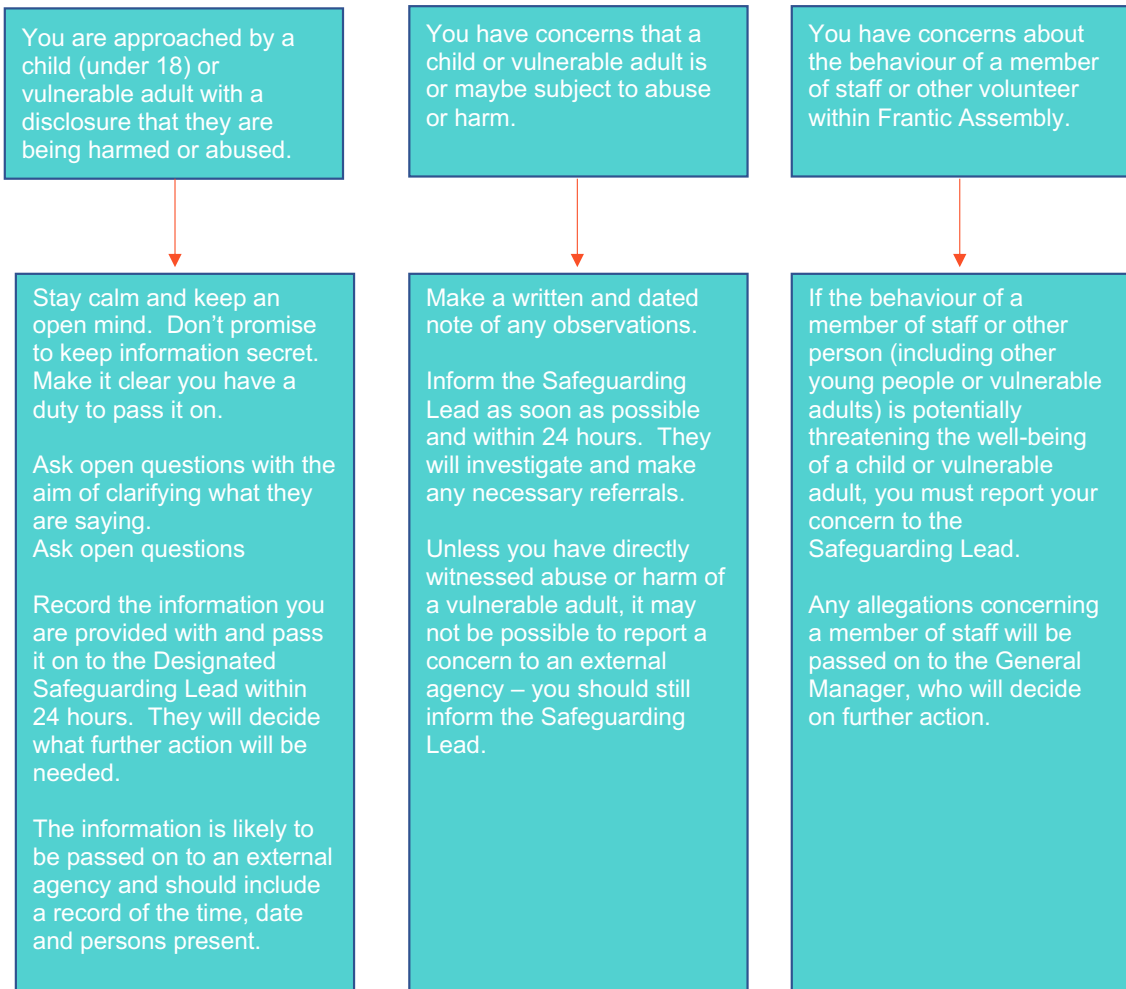 You are approached by a
child (under 18) or
vulnerable adult with a
disclosure that they are
being harmed or abused.
You have concerns that a
child or vulnerable adult is
or maybe subject to abuse
or harm.
You have concerns about
the behaviour of a member
of staff or other volunteer
within Frantic Assembly.
Stay calm and keep an
open mind.  Don’t promise
to keep information secret.
Make it clear you have a
duty to pass it on.
Ask open questions with the
aim of clarifying what they
are saying.
Ask open questions
Record the information you
are provided with and pass
it on to the Designated
Safeguarding Lead within
24 hours.  They will decide
what further action will be
needed.
The information is likely to
be passed on to an external
agency and should include
a record of the time, date
and persons present.
Make a written and dated
note of any observations.
Inform the Safeguarding
Lead as soon as possible
and within 24 hours.  They
will investigate and make
any necessary referrals.
Unless you have directly
witnessed abuse or harm of
a vulnerable adult, it may
not be possible to report a
concern to an external
agency – you should still
inform the Safeguarding
Lead.
If the behaviour of a
member of staff or other
person (including other
young people or vulnerable
adults) is potentially
threatening the well-being
of a child or vulnerable
adult, you must report your
concern to the
Safeguarding Lead.
Any allegations concerning
a member of staff will be
passed on to the General
Manager, who will decide
on further action.